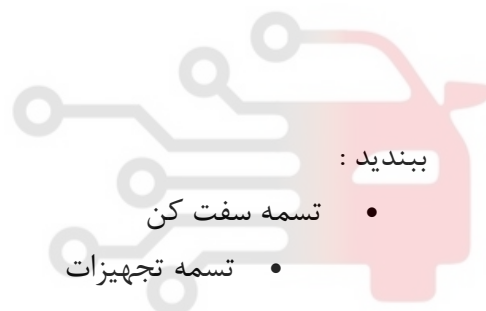 ببندید :
• تسمه سفت کن
• تسمه تجهیزات